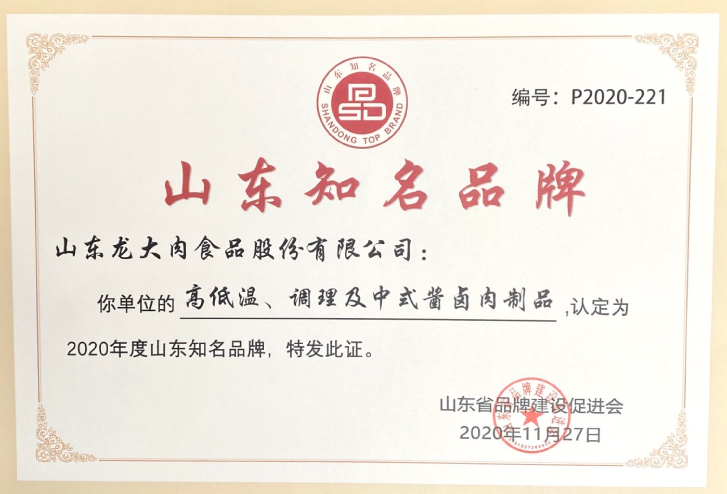 山东知名品牌
SHANDONG TOP BRAND
编号：P2020-221
山东知名品牌
山东龙大肉食品股份有限公司：
你单位的 高低温、调理及中式酱卤肉制品 ,认定为
2020年度山东知名品牌，特发此证。
山东省品牌建设促进会
2020年11月27日